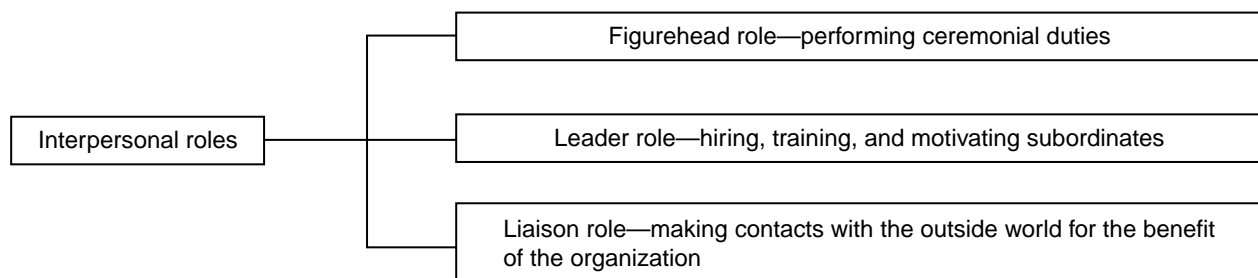 Figurehead role—performing ceremonial duties
Interpersonal roles
Leader role—hiring, training, and motivating subordinates
Liaison role—making contacts with the outside world for the benefit
of the organization